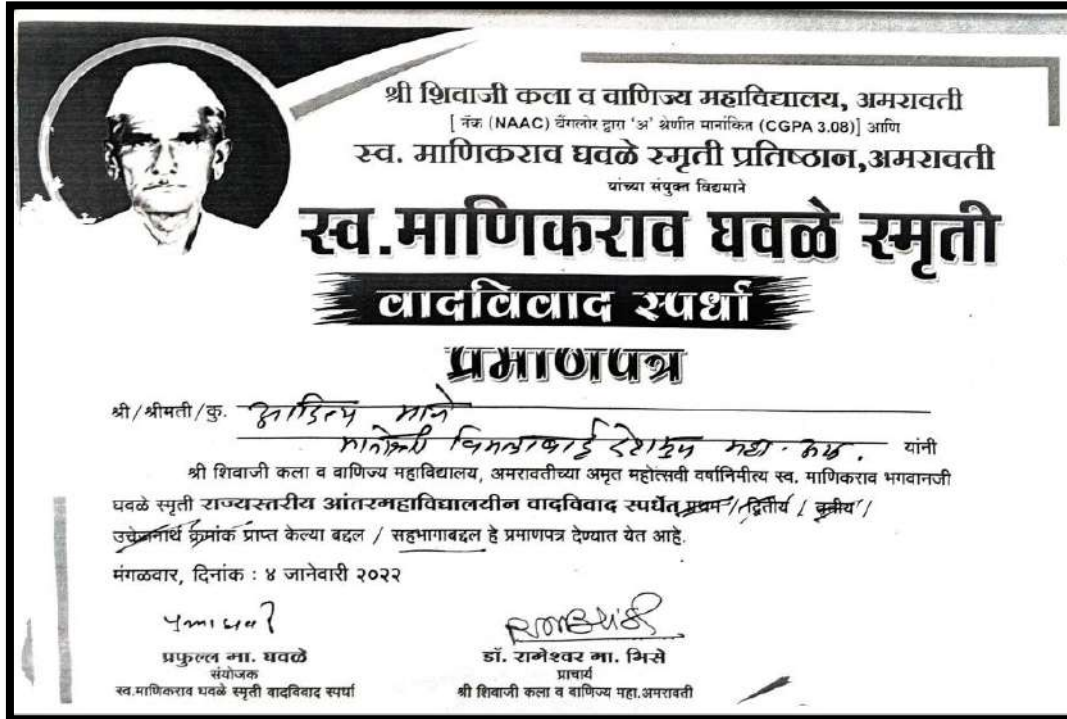 श्री शिवाजी कला व वाणिज्य महाविद्यालय, अमरावती
[ नॅक (NAAC) बेंगलोर द्वारा 'अ' श्रेणीत मानांकित (CGPA 3.08)] आणि
स्व. माणिकराव घवळे स्मृती प्रतिष्ठान,अमरावती
यांच्या संयुक्त विद्यमाने
स्व.माणिकराव घवळे स्मृती
वादविवाद स्पर्धा
प्रमाणपत्र
श्री/श्रीमती/कु. आदित्य माने
मातोश्री विमलाबाई देशमुख महा. यांनी
श्री शिवाजी कला व वाणिज्य महाविद्यालय, अमरावतीच्या अमृत महोत्सवी वर्षानिमीत्य स्व. माणिकराव भगवानजी
घवळे स्मृती राज्यस्तरीय आंतरमहाविद्यालयीन वादविवाद स्पर्धेत प्रथम / द्वितीय / तृतीय /
उत्तेजनार्थ क्रमांक प्राप्त केल्या बद्दल / सहभागाबद्दल हे प्रमाणपत्र देण्यात येत आहे.
मंगळवार, दिनांक : ४ जानेवारी २०२२
प्रफुल्ल मा. घवळे
संयोजक
स्व.माणिकराव घवळे स्मृती वादविवाद स्पर्धा
डॉ. रामेश्वर मा. भिसे
प्राचार्य
श्री शिवाजी कला व वाणिज्य महा.अमरावती